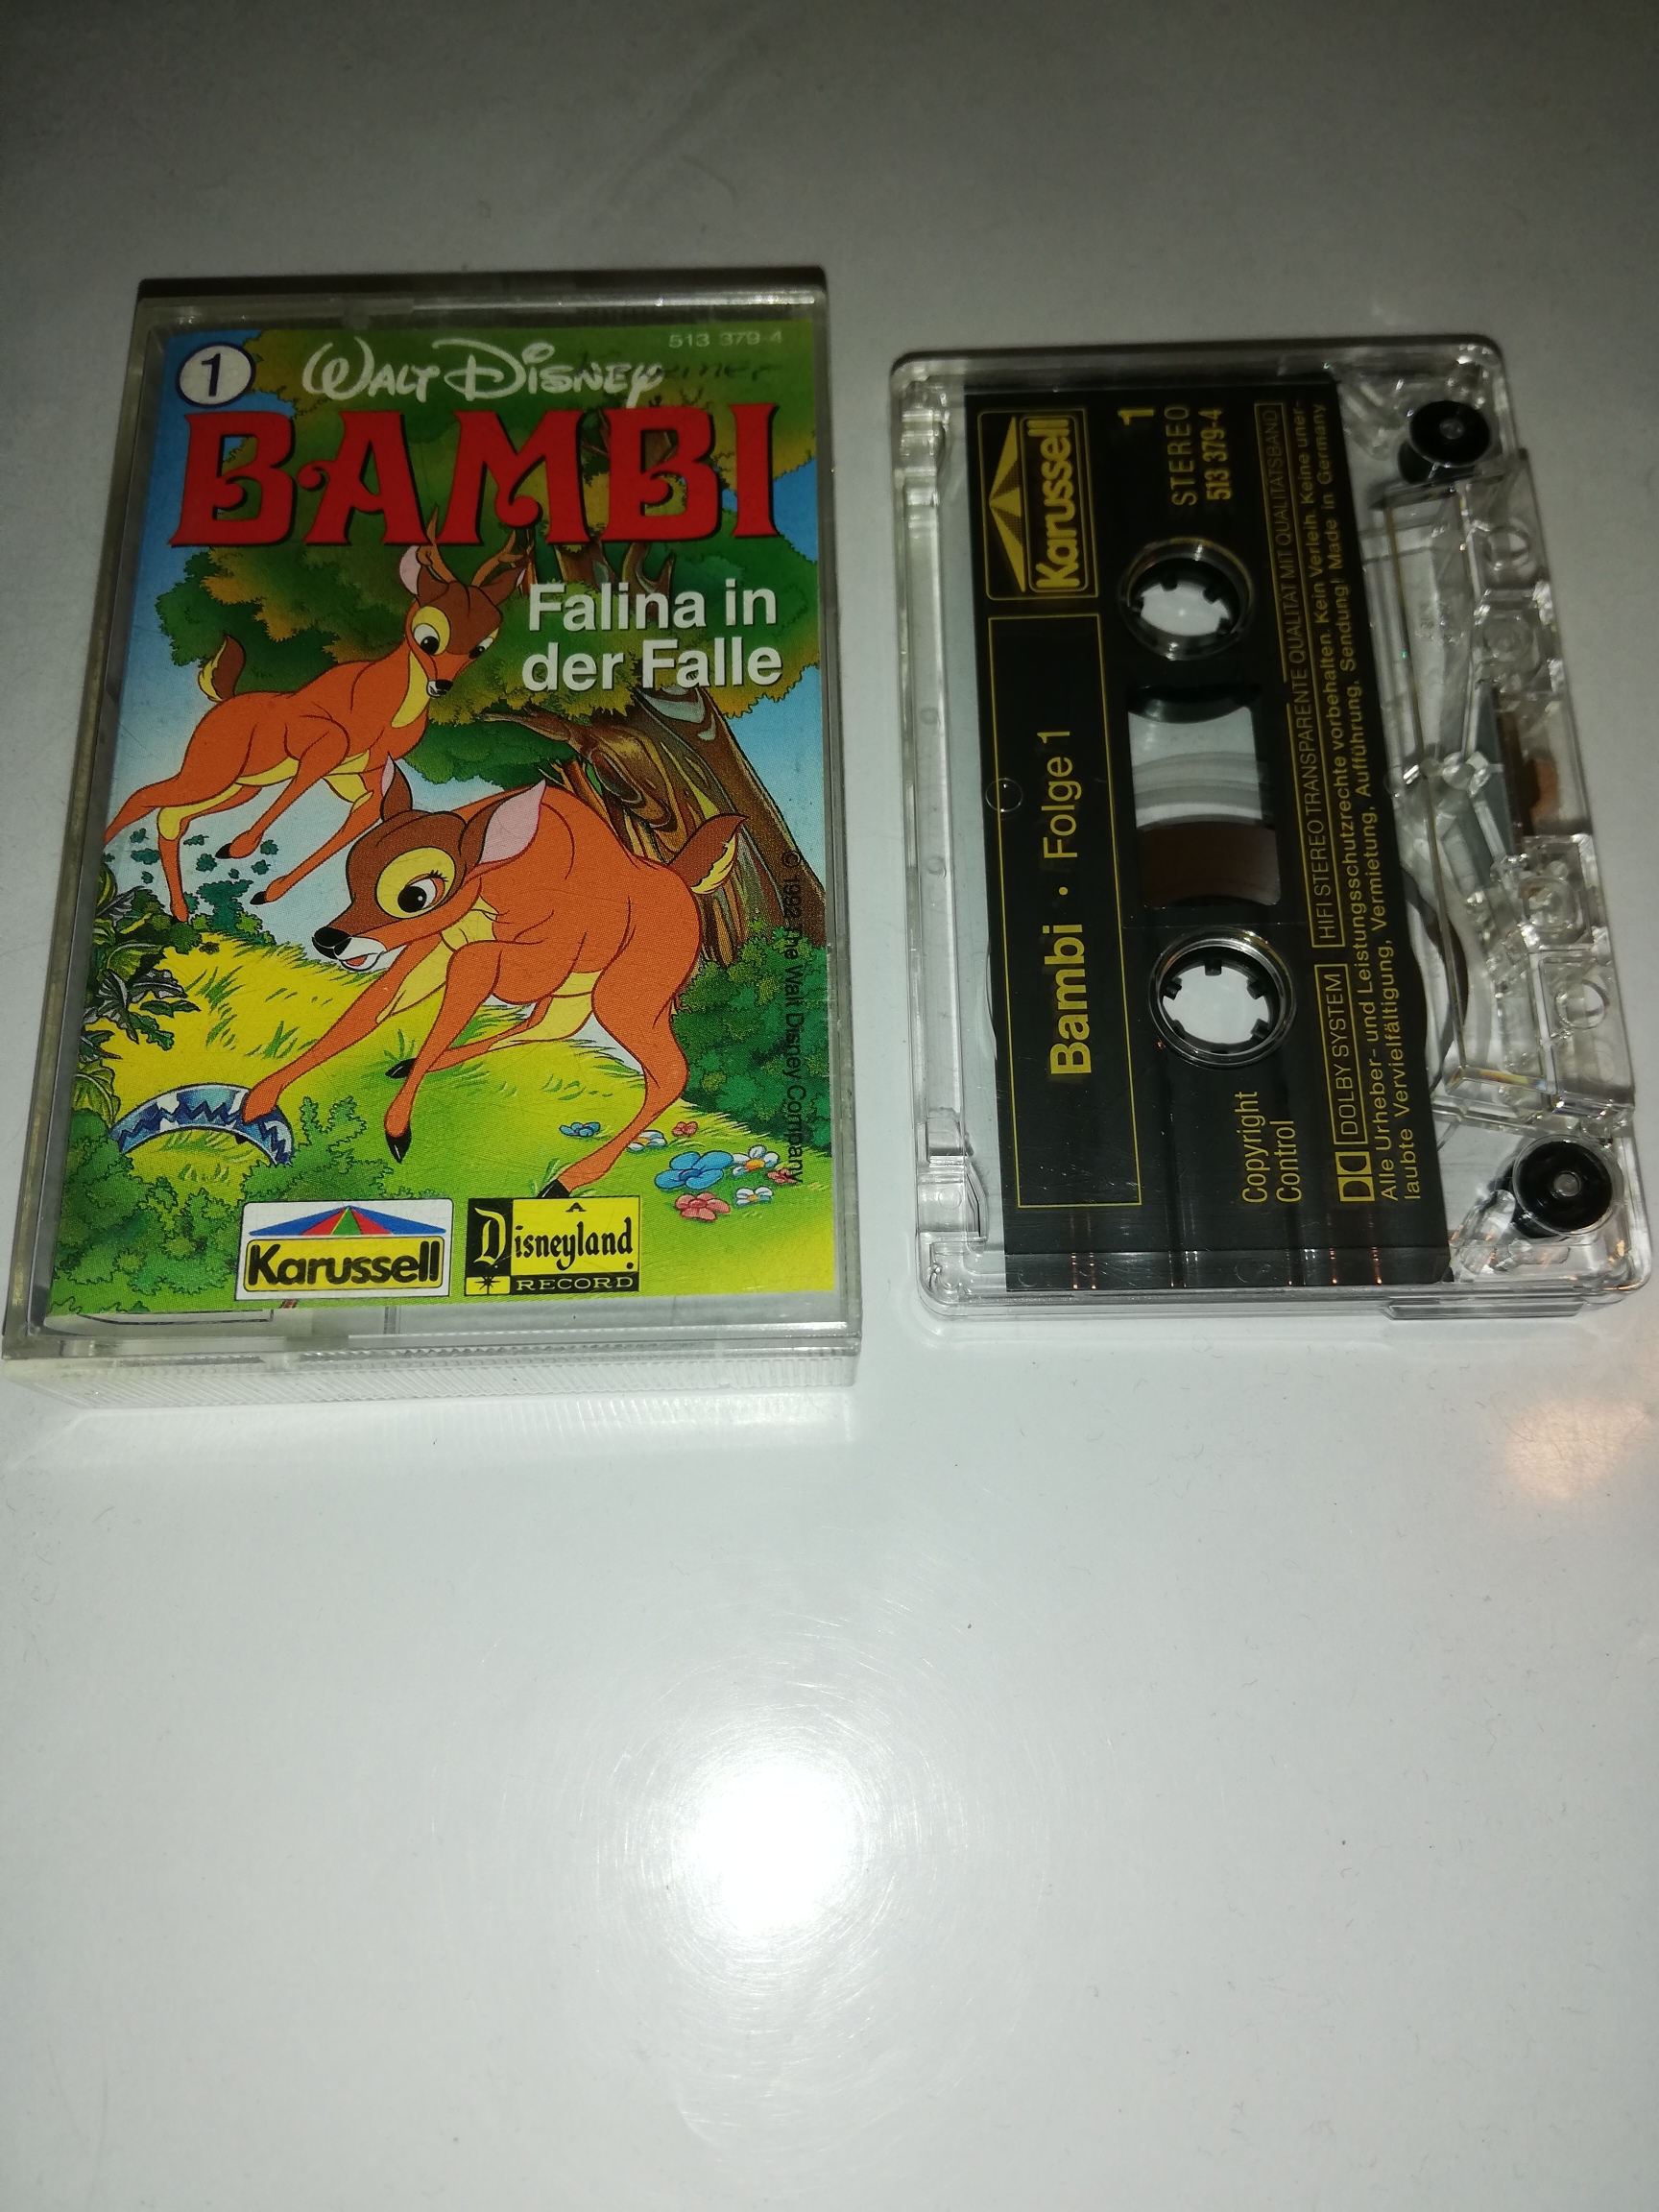 513 379-4
1
WALT DISNEY
BAMBI
Falina in
der Falle
© 1992 The Walt Disney Company
Karussell
A
Disneyland
RECORD
Karussell
1
STEREO
513 379-4
Bambi · Folge 1
Copyright
Control
DOLBY SYSTEM
HIFI STEREO TRANSPARENTE QUALITÄT MIT QUALITÄTSBAND
Alle Urheber- und Leistungsschutzrechte vorbehalten. Kein Verleih. Keine uner-
laubte Vervielfältigung, Vermietung, Aufführung, Sendung! Made in Germany